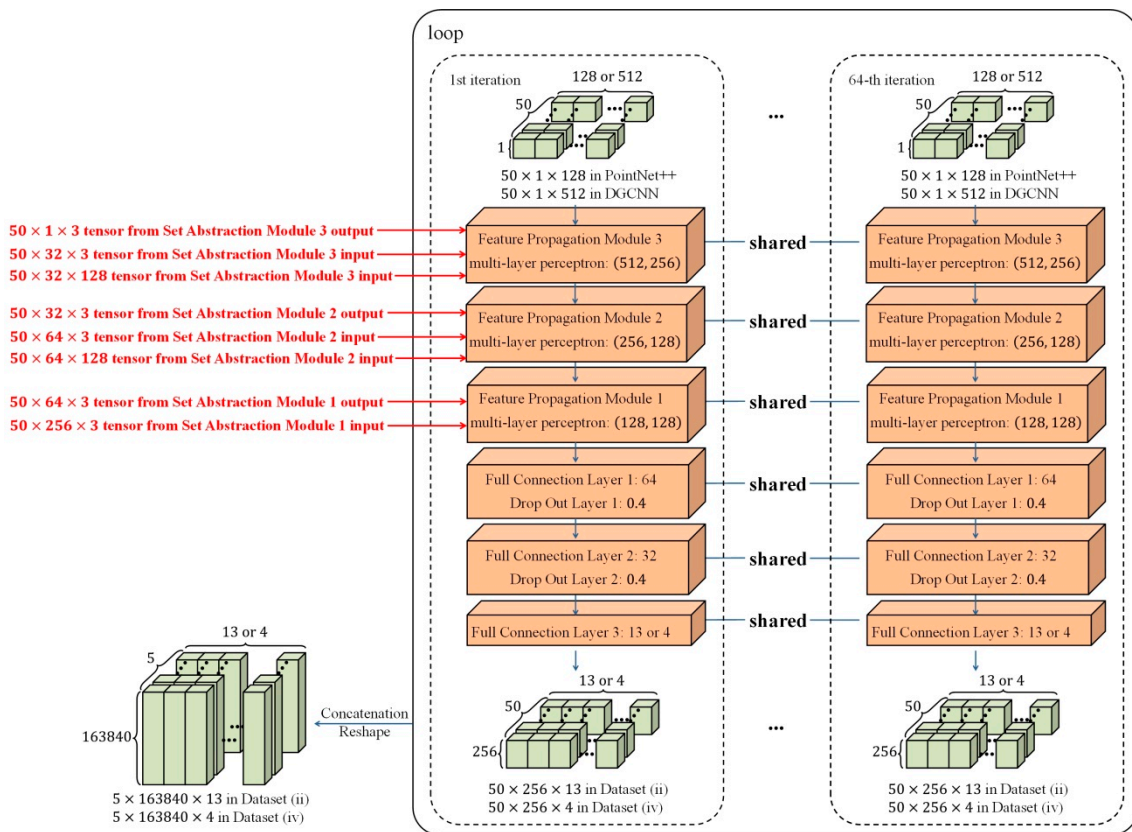 loop
1st iteration
128 or 512
50
1
50 × 1 × 128 in PointNet++
50 × 1 × 512 in DGCNN
...
64-th iteration
128 or 512
50
1
50 × 1 × 128 in PointNet++
50 × 1 × 512 in DGCNN
50 × 1 × 3 tensor from Set Abstraction Module 3 output
50 × 32 × 3 tensor from Set Abstraction Module 3 input
50 × 32 × 128 tensor from Set Abstraction Module 3 input
Feature Propagation Module 3
multi-layer perceptron: (512, 256)
shared
Feature Propagation Module 3
multi-layer perceptron: (512, 256)
50 × 32 × 3 tensor from Set Abstraction Module 2 output
50 × 64 × 3 tensor from Set Abstraction Module 2 input
50 × 64 × 128 tensor from Set Abstraction Module 2 input
Feature Propagation Module 2
multi-layer perceptron: (256, 128)
shared
Feature Propagation Module 2
multi-layer perceptron: (256, 128)
50 × 64 × 3 tensor from Set Abstraction Module 1 output
50 × 256 × 3 tensor from Set Abstraction Module 1 input
Feature Propagation Module 1
multi-layer perceptron: (128, 128)
shared
Feature Propagation Module 1
multi-layer perceptron: (128, 128)
Full Connection Layer 1: 64
Drop Out Layer 1: 0.4
shared
Full Connection Layer 1: 64
Drop Out Layer 1: 0.4
Full Connection Layer 2: 32
Drop Out Layer 2: 0.4
shared
Full Connection Layer 2: 32
Drop Out Layer 2: 0.4
Full Connection Layer 3: 13 or 4
shared
Full Connection Layer 3: 13 or 4
13 or 4
50
256
50 × 256 × 13 in Dataset (ii)
50 × 256 × 4 in Dataset (iv)
...
13 or 4
50
256
50 × 256 × 13 in Dataset (ii)
50 × 256 × 4 in Dataset (iv)
Concatenation
Reshape
13 or 4
5
163840
5 × 163840 × 13 in Dataset (ii)
5 × 163840 × 4 in Dataset (iv)